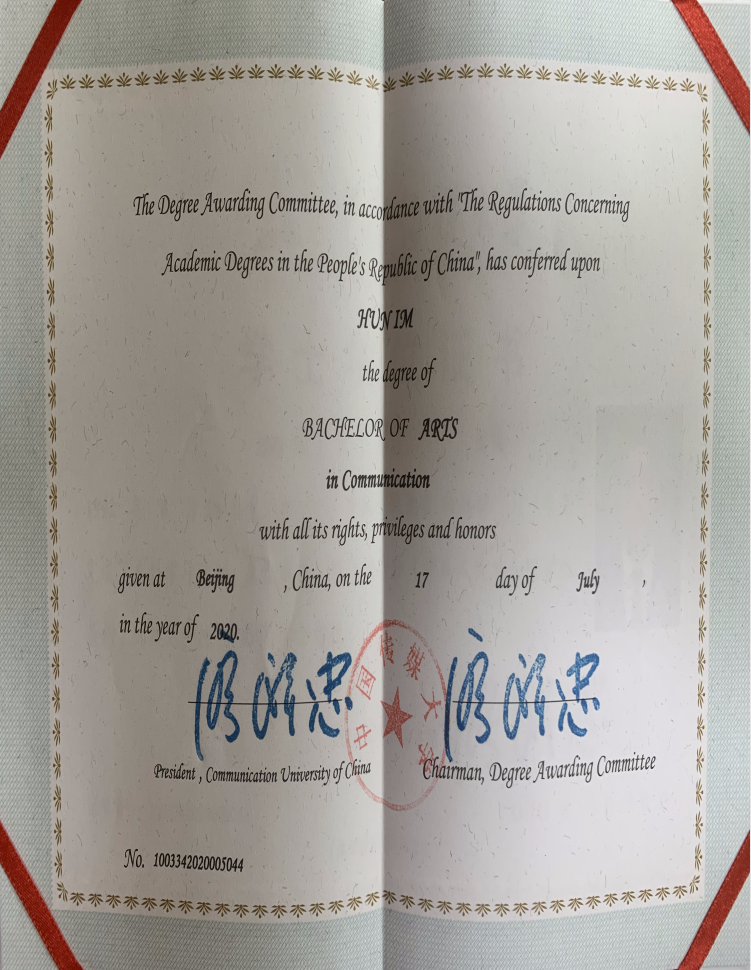 The Degree Awarding Committee, in accordance with "The Regulations Concerning
Academic Degrees in the People's Republic of China", has conferred upon
HUN IM
the degree of
BACHELOR OF ARTS
in Communication
with all its rights, privileges and honors
given at Beijing , China, on the 17 day of July ,
in the year of 2020.
中国传媒大学
President , Communication University of China
Chairman, Degree Awarding Committee
No. 1003342020005044